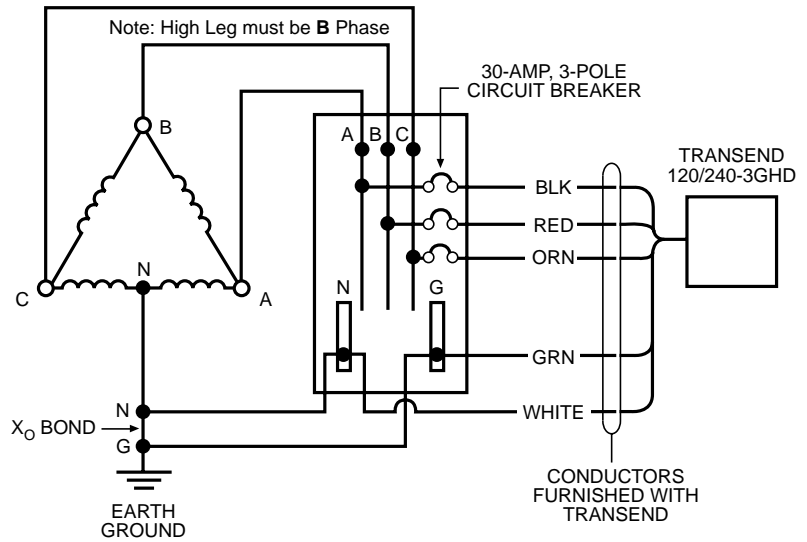 Note: High Leg must be B Phase
30-AMP, 3-POLE
CIRCUIT BREAKER
B
A
B
C
TRANSEND
120/240-3GHD
BLK
RED
ORN
N
C
A
N
G
GRN
N
WHITE
XO BOND
G
EARTH
GROUND
CONDUCTORS
FURNISHED WITH
TRANSEND